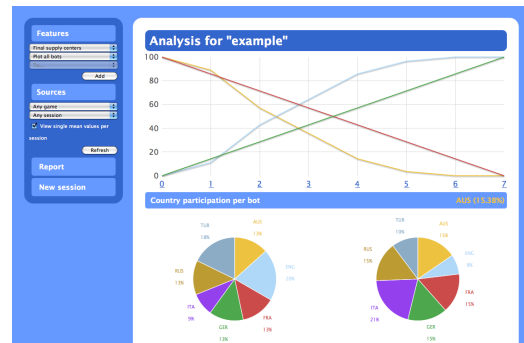 Features
Final supply centers
Plot all bots
Add
Sources
Any game
Any session
View single mean values per
session
Refresh
Report
New session
Analysis for "example"
100
80
60
40
20
0
0 1 2 3 4 5 6 7
Country participation per bot AUS (15.38%)
TUR
18%
AUS
13%
ENG
20%
FRA
13%
GER
13%
ITA
9%
RUS
13%
TUR
10%
AUS
15%
ENG
8%
FRA
15%
GER
15%
ITA
21%
RUS
15%